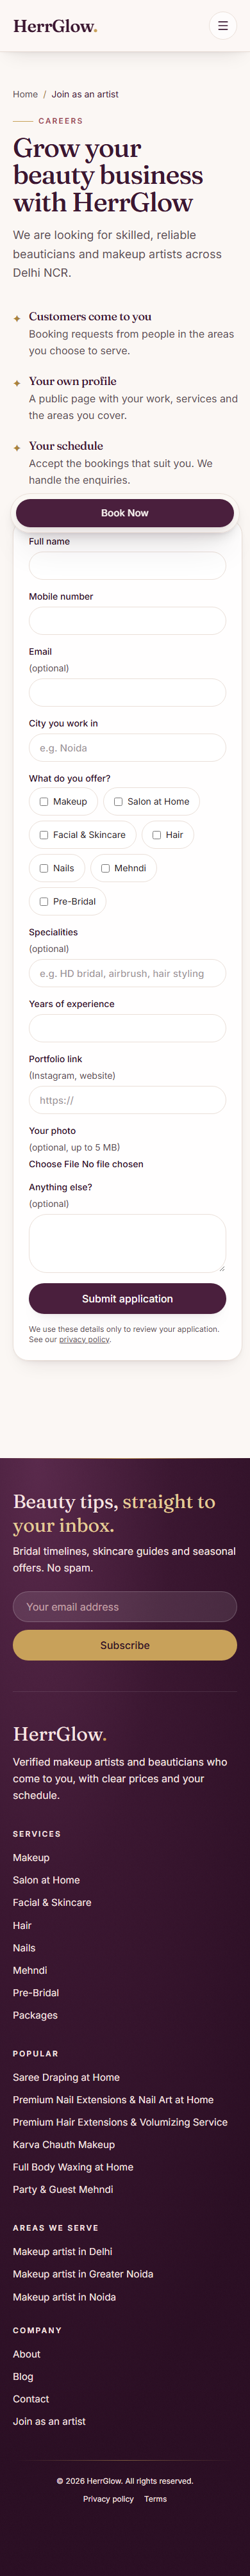 HerrGlow.
Home / Join as an artist
CAREERS
Grow your
beauty business
with HerrGlow
We are looking for skilled, reliable
beauticians and makeup artists across
Delhi NCR.
Customers come to you
Booking requests from people in the areas
you choose to serve.
Your own profile
A public page with your work, services and
the areas you cover.
Your schedule
Accept the bookings that suit you. We
handle the enquiries.
Book Now
Full name
Mobile number
Email
(optional)
City you work in
e.g. Noida
What do you offer?
Makeup
Salon at Home
Facial & Skincare
Hair
Nails
Mehndi
Pre-Bridal
Specialities
(optional)
e.g. HD bridal, airbrush, hair styling
Years of experience
Portfolio link
(Instagram, website)
https://
Your photo
(optional, up to 5 MB)
Choose File No file chosen
Anything else?
(optional)
Submit application
We use these details only to review your application.
See our privacy policy.
Beauty tips, straight to
your inbox.
Bridal timelines, skincare guides and seasonal
offers. No spam.
Your email address
Subscribe
HerrGlow.
Verified makeup artists and beauticians who
come to you, with clear prices and your
schedule.
SERVICES
Makeup
Salon at Home
Facial & Skincare
Hair
Nails
Mehndi
Pre-Bridal
Packages
POPULAR
Saree Draping at Home
Premium Nail Extensions & Nail Art at Home
Premium Hair Extensions & Volumizing Service
Karva Chauth Makeup
Full Body Waxing at Home
Party & Guest Mehndi
AREAS WE SERVE
Makeup artist in Delhi
Makeup artist in Greater Noida
Makeup artist in Noida
COMPANY
About
Blog
Contact
Join as an artist
© 2026 HerrGlow. All rights reserved.
Privacy policy Terms